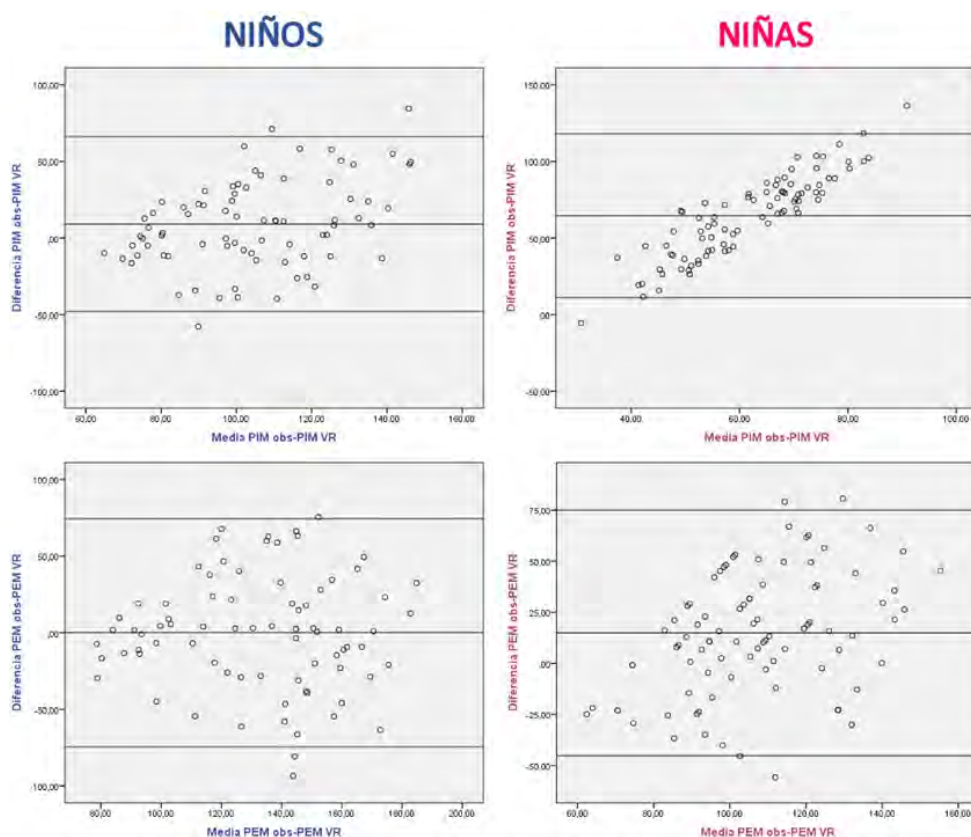 NIÑOS
NIÑAS
Diferencia PIM obs-PIM VR
100,00
50,00
,00
-50,00
-100,00
60,00 80,00 100,00 120,00 140,00 160,00
Media PIM obs-PIM VR
Diferencia PIM obs-PIM VR
150,00
100,00
50,00
,00
-50,00
40,00 60,00 80,00 100,00
Media PIM obs-PIM VR
Diferencia PEM obs-PEM VR
100,00
50,00
,00
-50,00
-100,00
80,00 100,00 120,00 140,00 160,00 180,00 200,00
Media PEM obs-PEM VR
Diferencia PEM obs-PEM VR
75,00
50,00
25,00
,00
-25,00
-50,00
60,00 80,00 100,00 120,00 140,00 160,00
Media PEM obs-PEM VR